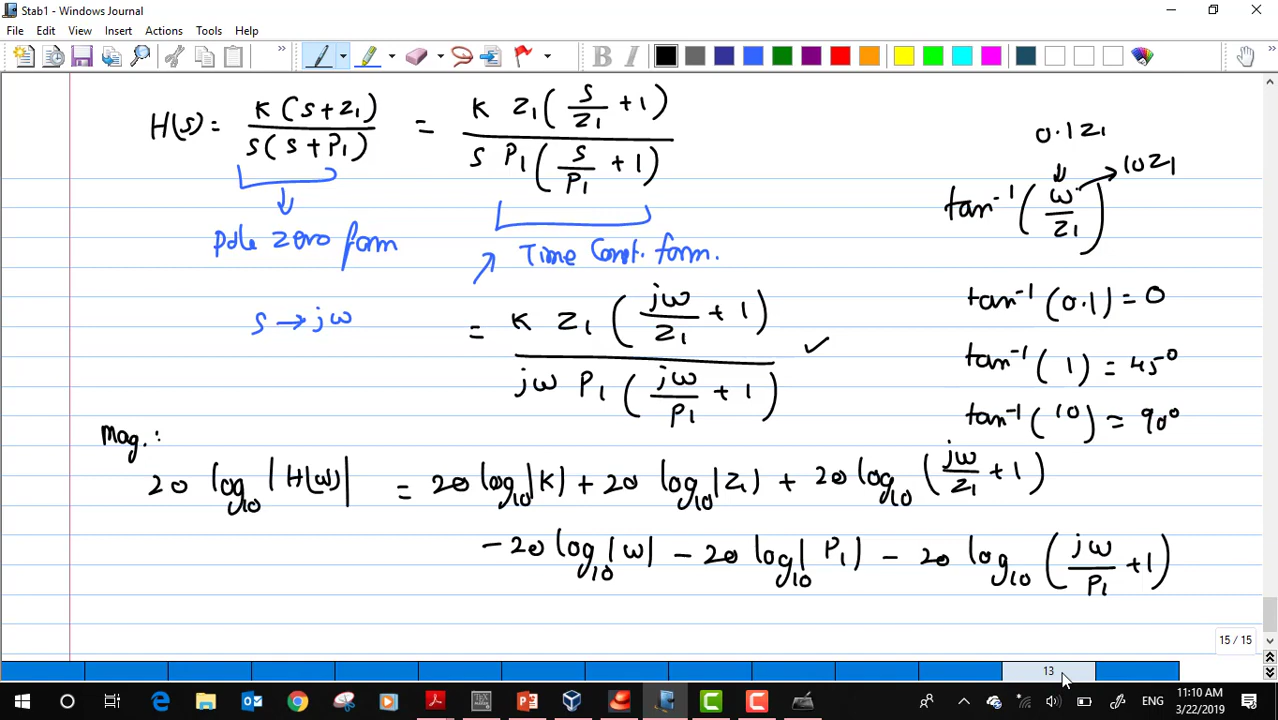 Stab1 - Windows Journal
File Edit View Insert Actions Tools Help
H(s) = K (s+z₁) / s(s+P₁) = K z₁(s/z₁ + 1) / s P₁(s/P₁ + 1)
Pole zero form
Time Const. form.
s → jω
= K z₁ (jω/z₁ + 1) / jω P₁ (jω/P₁ + 1) ✓
0.1z₁
10z₁
tan⁻¹(ω/z₁)
tan⁻¹(0.1) = 0
tan⁻¹(1) = 45⁰
tan⁻¹(10) = 90⁰
Mag. :
20 log₁₀ |H(ω)| = 20 log₁₀|K) + 20 log₁₀|z₁) + 20 log₁₀ (jω/z₁ + 1)
- 20 log₁₀|ω| - 20 log₁₀| P₁) - 20 log₁₀ (jω/P₁ + 1)
15 / 15
13
ENG
11:10 AM
3/22/2019